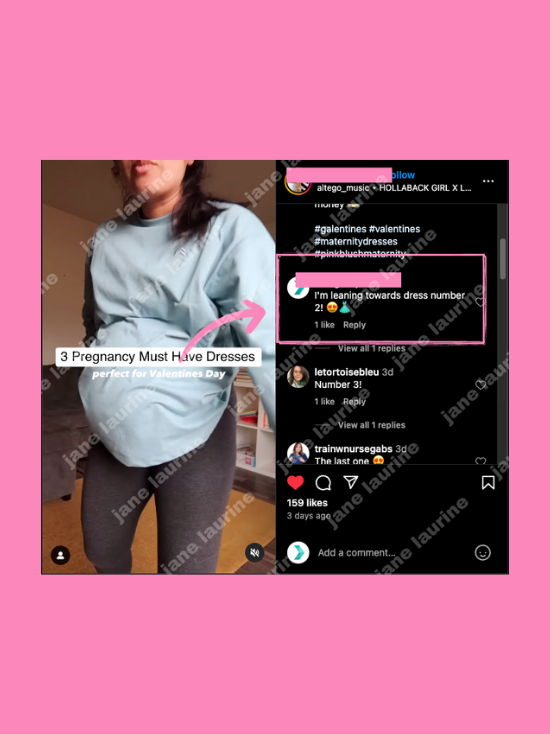 ollow
altego_music • HOLLABACK GIRL X L...
money
#galentines #valentines
#maternitydresses
#pinkblushmaternity
I'm leaning towards dress number
2! 😍👗
1 like Reply
View all 1 replies
letortoisebleu 3d
Number 3!
1 like Reply
View all 1 replies
trainwnursegabs 3d
The last one 😍
159 likes
3 days ago
Add a comment...
3 Pregnancy Must Have Dresses
perfect for Valentines Day
jane laurine